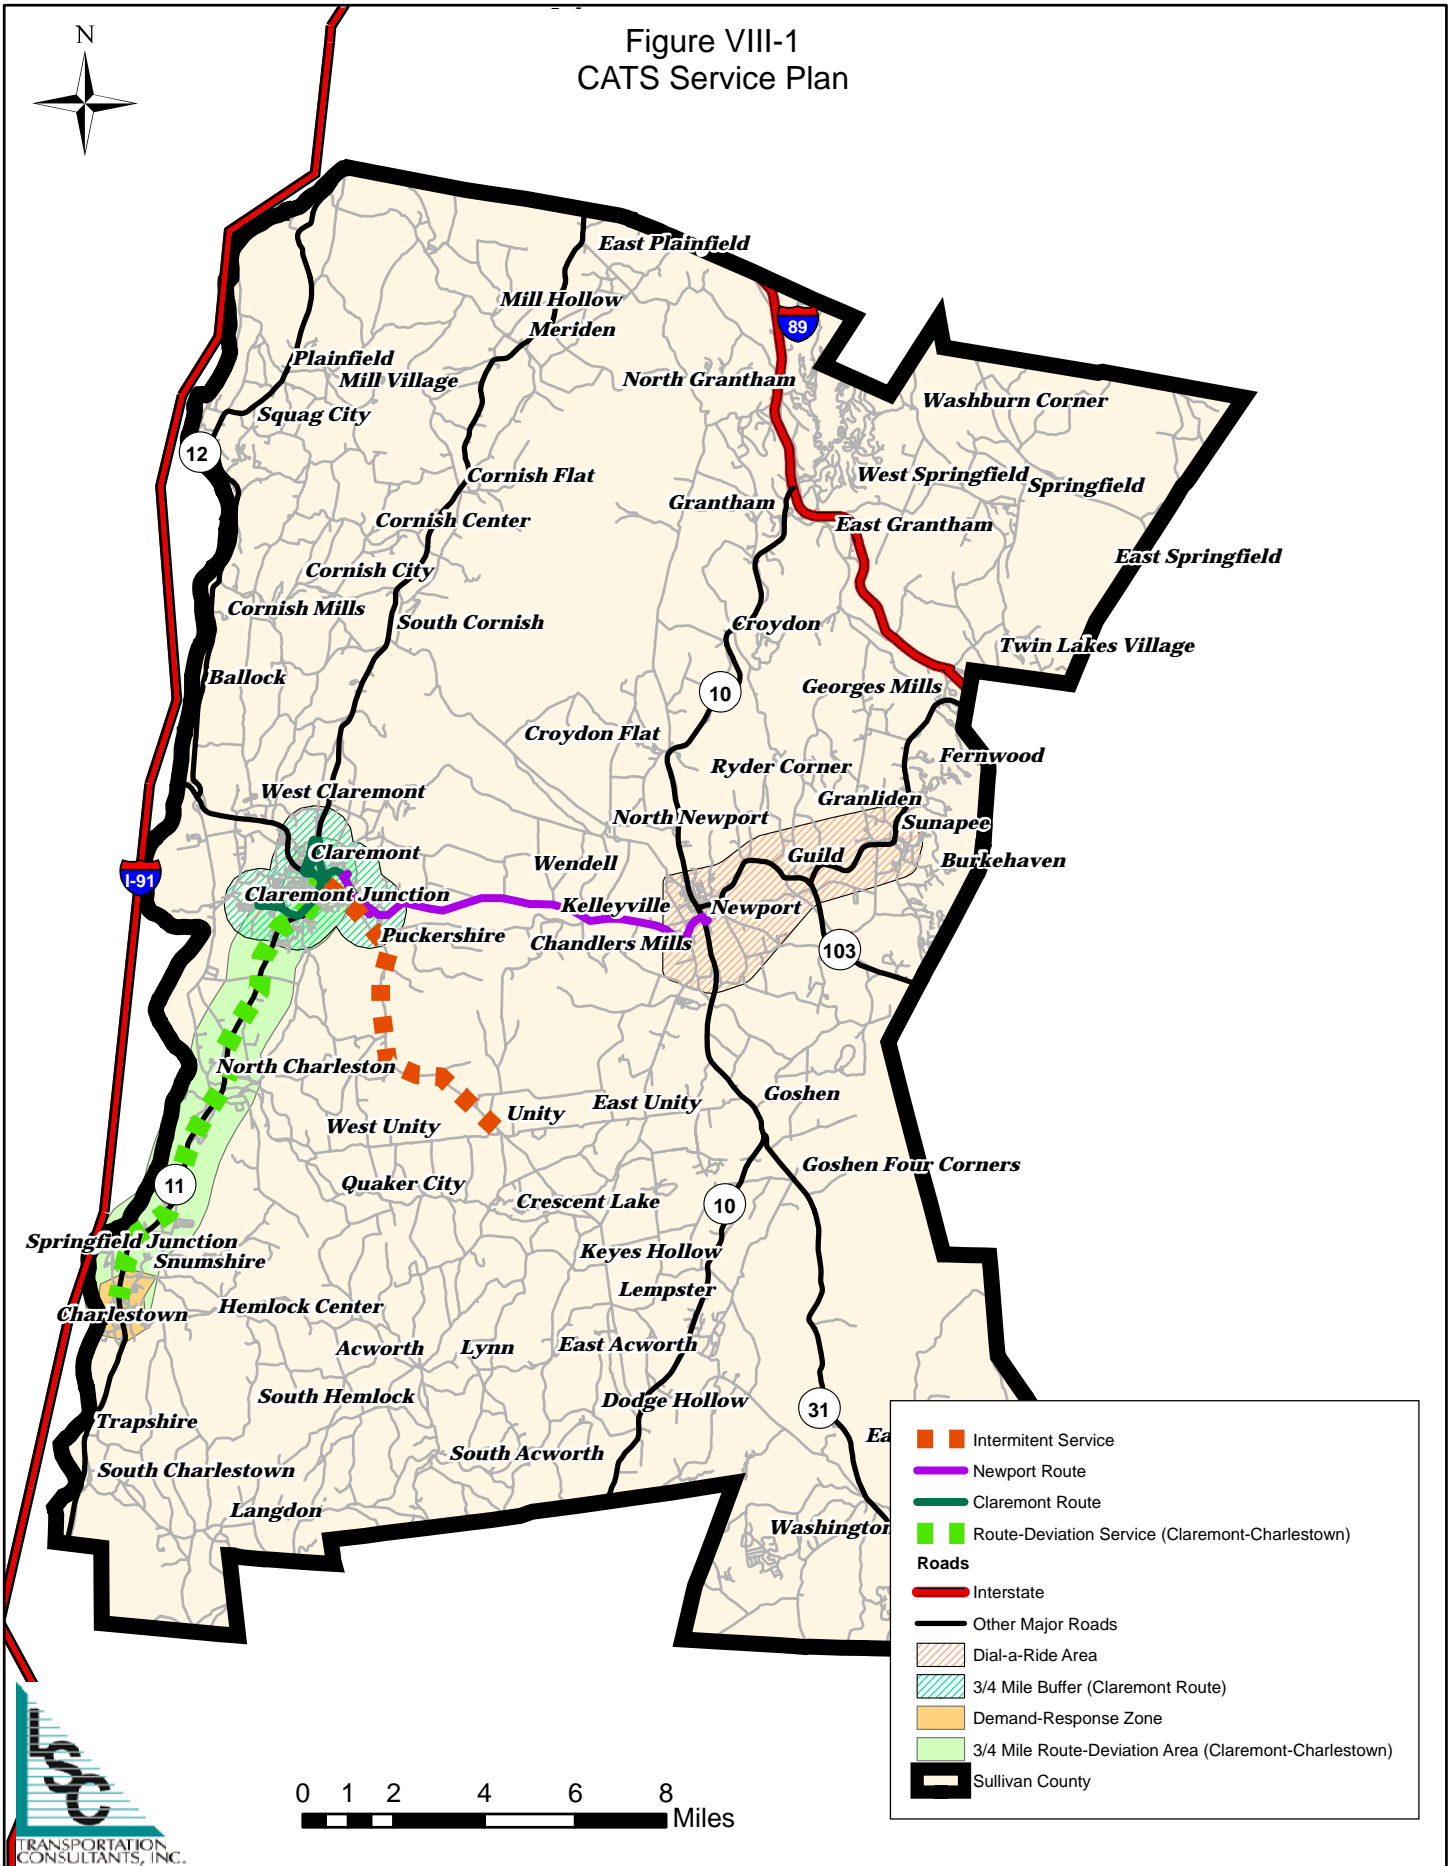 Figure VIII-1
CATS Service Plan
N
East Plainfield
Mill Hollow
Meriden
89
Plainfield
Mill Village
North Grantham
Washburn Corner
Squag City
12
Cornish Flat
West Springfield
Springfield
Grantham
Cornish Center
East Grantham
East Springfield
Cornish City
Cornish Mills
South Cornish
Croydon
Twin Lakes Village
Ballock
Georges Mills
10
Croydon Flat
Fernwood
Ryder Corner
West Claremont
Granliden
North Newport
Sunapee
Claremont
Wendell
Guild
Burkehaven
I-91
Claremont Junction
Kelleyville
Newport
Puckershire
Chandlers Mills
103
North Charleston
Goshen
East Unity
Unity
West Unity
Goshen Four Corners
11
Quaker City
Crescent Lake
10
Springfield Junction
Snumshire
Keyes Hollow
Lempster
Charlestown
Hemlock Center
Acworth
Lynn
East Acworth
South Hemlock
Dodge Hollow
31
Trapshire
Ea
South Acworth
South Charlestown
Langdon
Washington
Intermitent Service
Newport Route
Claremont Route
Route-Deviation Service (Claremont-Charlestown)
Roads
Interstate
Other Major Roads
Dial-a-Ride Area
3/4 Mile Buffer (Claremont Route)
Demand-Response Zone
3/4 Mile Route-Deviation Area (Claremont-Charlestown)
Sullivan County
0 1 2 4 6 8
Miles
LSC
TRANSPORTATION
CONSULTANTS, INC.